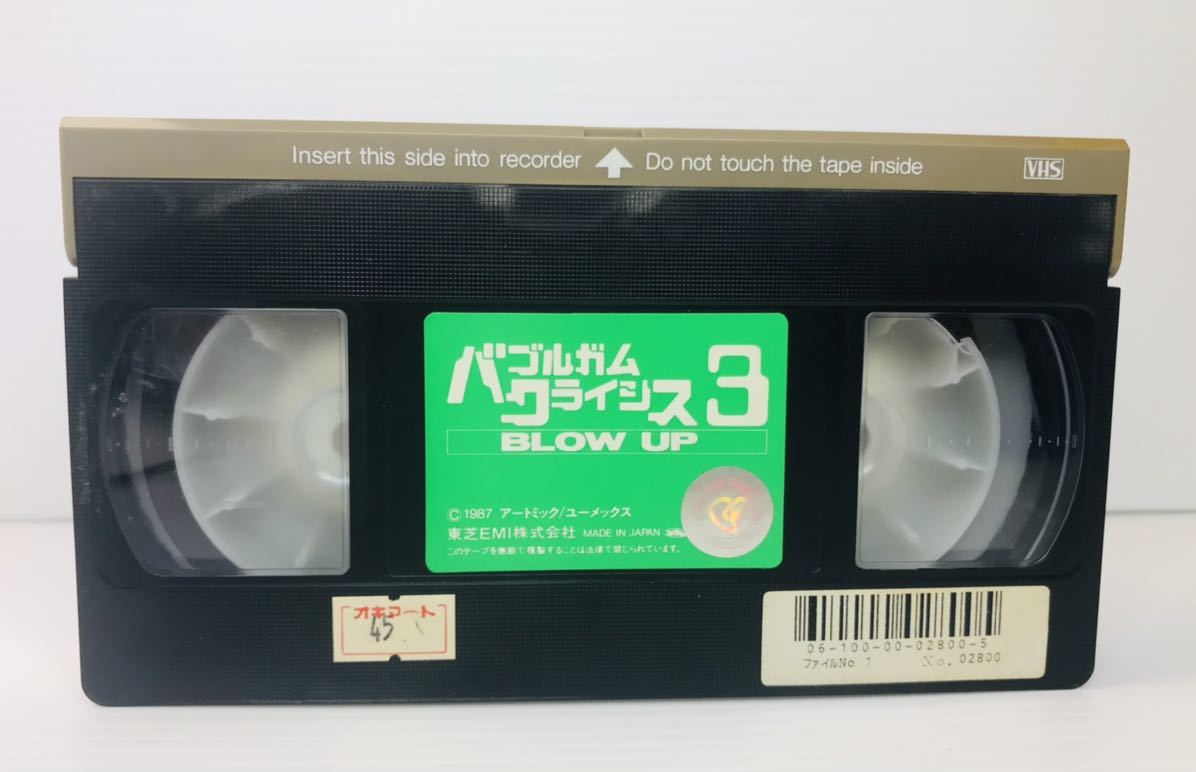 Insert this side into recorder Do not touch the tape inside VHS
バブルガム
クライシス 3
BLOW UP
Ⓒ 1987 アートミック/ユーメックス
東芝EMI株式会社 MADE IN JAPAN
このテープを無断で複製することは法律で禁じられています。
オキアート
45
06-100-00-02800-5
ファイルNo 1 No. 02800